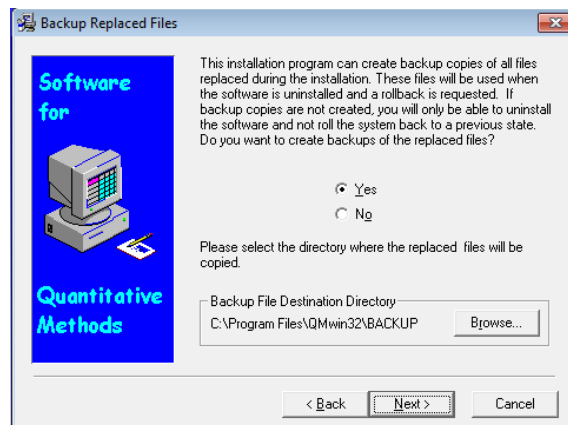 Backup Replaced Files
Software
for
Quantitative
Methods
This installation program can create backup copies of all files
replaced during the installation. These files will be used when
the software is uninstalled and a rollback is requested. If
backup copies are not created, you will only be able to uninstall
the software and not roll the system back to a previous state.
Do you want to create backups of the replaced files?
Yes
No
Please select the directory where the replaced files will be
copied.
Backup File Destination Directory
C:\Program Files\QMwin32\BACKUP
Browse...
< Back
Next >
Cancel